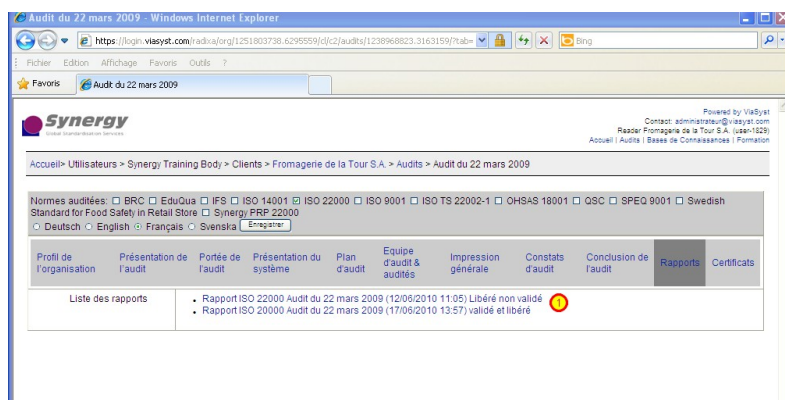 Audit du 22 mars 2009 - Windows Internet Explorer
https://login.viasyst.com/radixa/org/1251803738.6295559/cl/c2/audits/1238968823.3163159/?tab=
Bing
Fichier Edition Affichage Favoris Outils ?
Favoris Audit du 22 mars 2009
Synergy
Global Standardisation Services
Powered by ViaSyst
Contact: administrateur@viasyst.com
Reader Fromagerie de la Tour S.A. (user-1829)
Accueil | Audits | Bases de Connaissances | Formation
Accueil> Utilisateurs > Synergy Training Body > Clients > Fromagerie de la Tour S.A. > Audits > Audit du 22 mars 2009
Normes auditées: BRC EduQua IFS ISO 14001 ISO 22000 ISO 9001 ISO TS 22002-1 OHSAS 18001 QSC SPEQ 9001 Swedish
Standard for Food Safety in Retail Store Synergy PRP 22000
Deutsch English Français Svenska Enregistrer
Profil de l'organisation
Présentation de l'audit
Portée de l'audit
Présentation du système
Plan d'audit
Equipe d'audit & audités
Impression générale
Constats d'audit
Conclusion de l'audit
Rapports
Certificats
Liste des rapports
Rapport ISO 22000 Audit du 22 mars 2009 (12/06/2010 11:05) Libéré non validé
1
Rapport ISO 20000 Audit du 22 mars 2009 (17/06/2010 13:57) validé et libéré